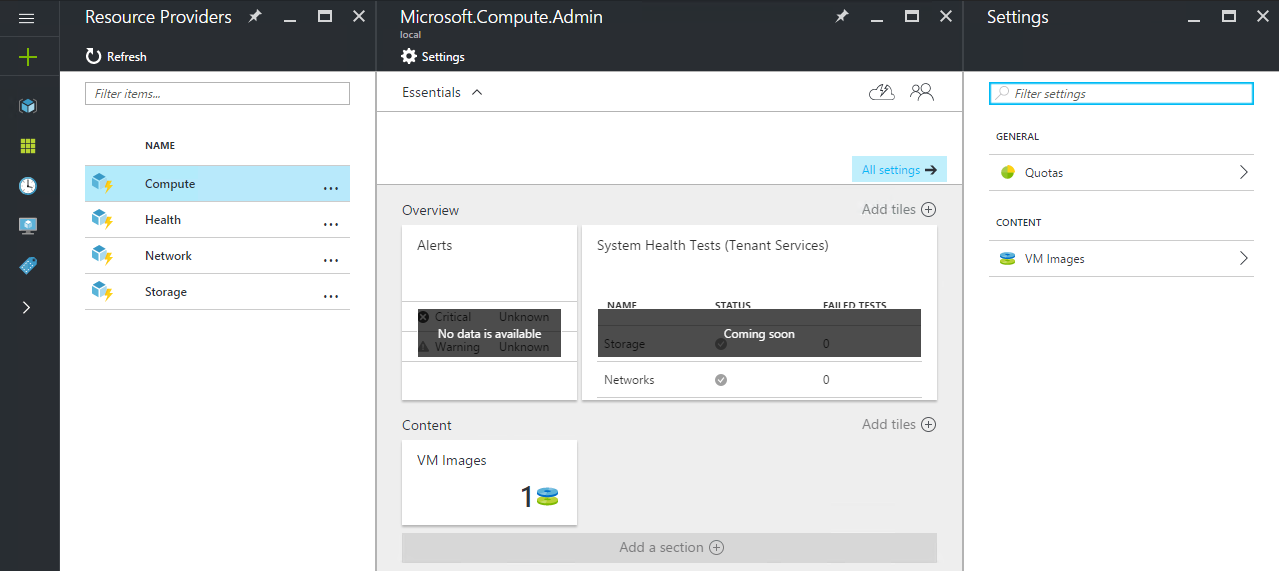 Resource Providers
Refresh
Filter items...
NAME
Compute ...
Health ...
Network ...
Storage ...
Microsoft.Compute.Admin
local
Settings
Essentials
All settings
Overview
Add tiles
Alerts
Critical Unknown
No data is available
Warning Unknown
System Health Tests (Tenant Services)
NAME STATUS FAILED TESTS
Coming soon
Storage 0
Networks 0
Content
Add tiles
VM Images
1
Add a section
Settings
Filter settings
GENERAL
Quotas
CONTENT
VM Images